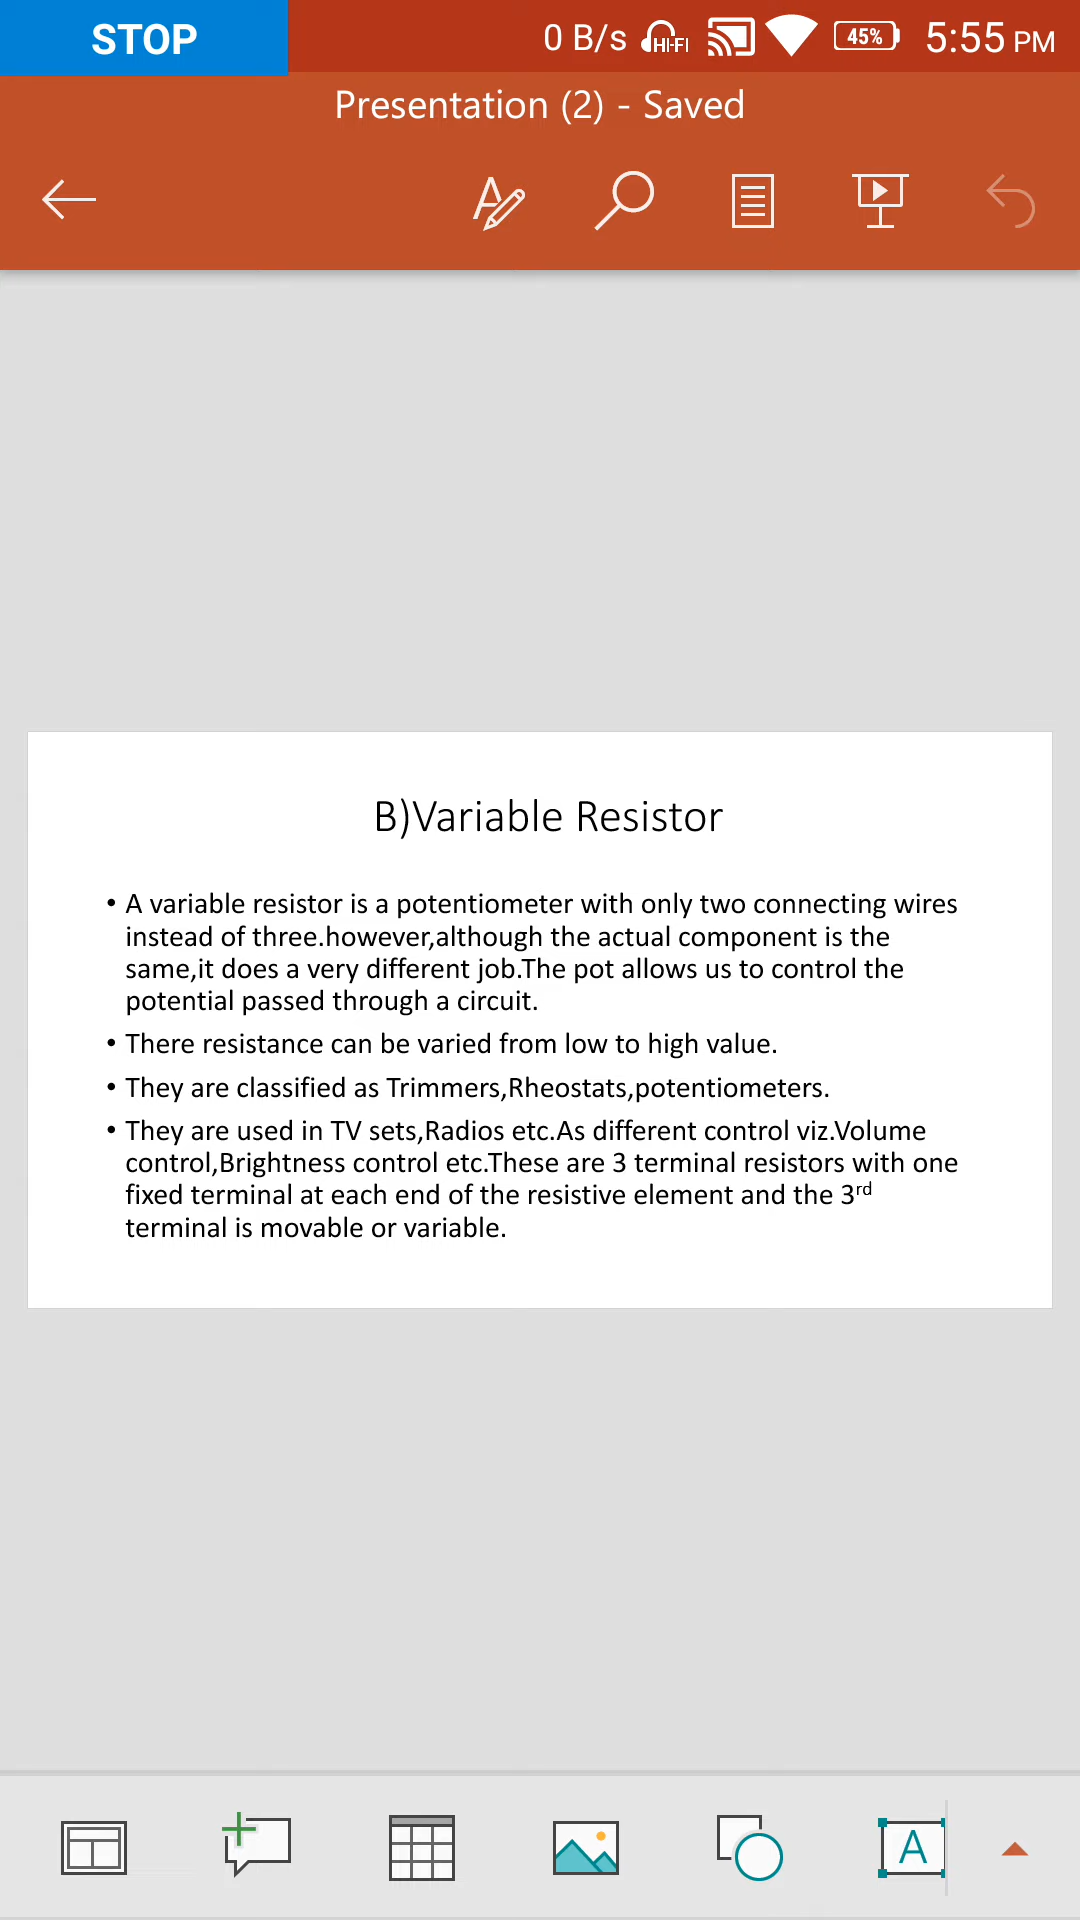 STOP
0 B/s HI-FI 45% 5:55 PM
Presentation (2) - Saved
B)Variable Resistor
• A variable resistor is a potentiometer with only two connecting wires
instead of three.however,although the actual component is the
same,it does a very different job.The pot allows us to control the
potential passed through a circuit.
• There resistance can be varied from low to high value.
• They are classified as Trimmers,Rheostats,potentiometers.
• They are used in TV sets,Radios etc.As different control viz.Volume
control,Brightness control etc.These are 3 terminal resistors with one
fixed terminal at each end of the resistive element and the 3rd
terminal is movable or variable.
A